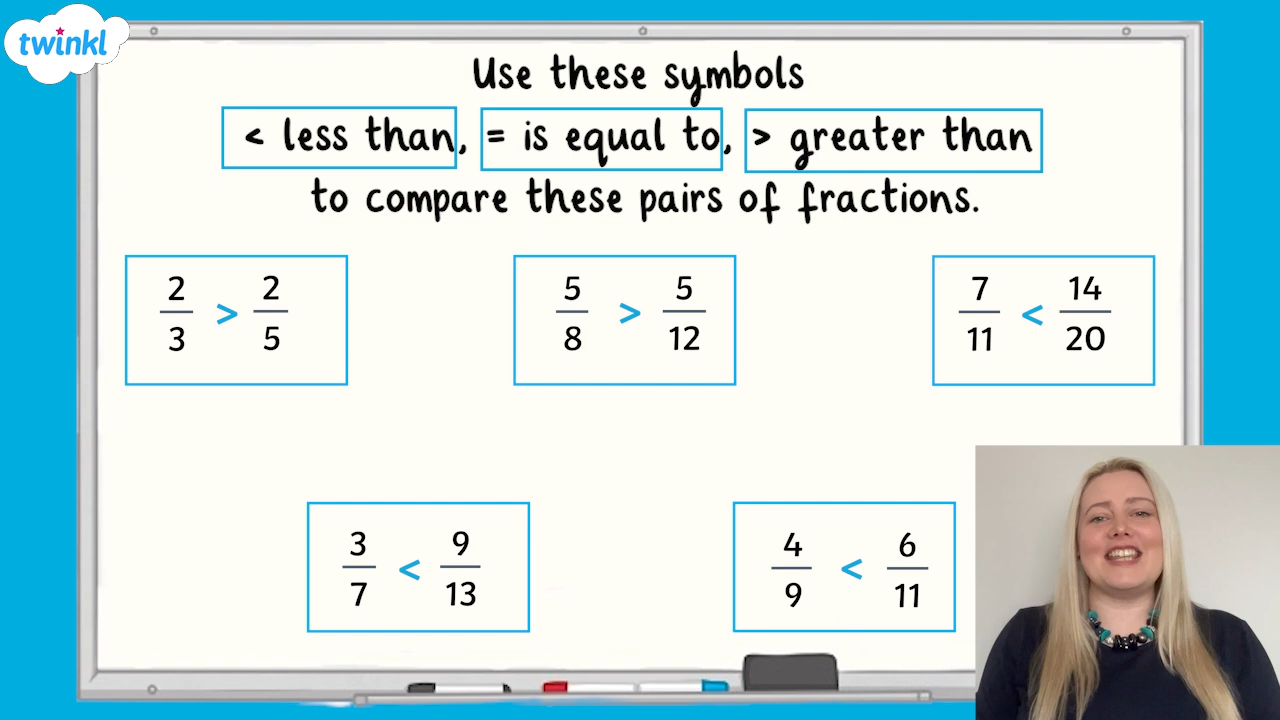 twinkl
Use these symbols
< less than, = is equal to, > greater than
to compare these pairs of fractions.
2/3 > 2/5
5/8 > 5/12
7/11 < 14/20
3/7 < 9/13
4/9 < 6/11